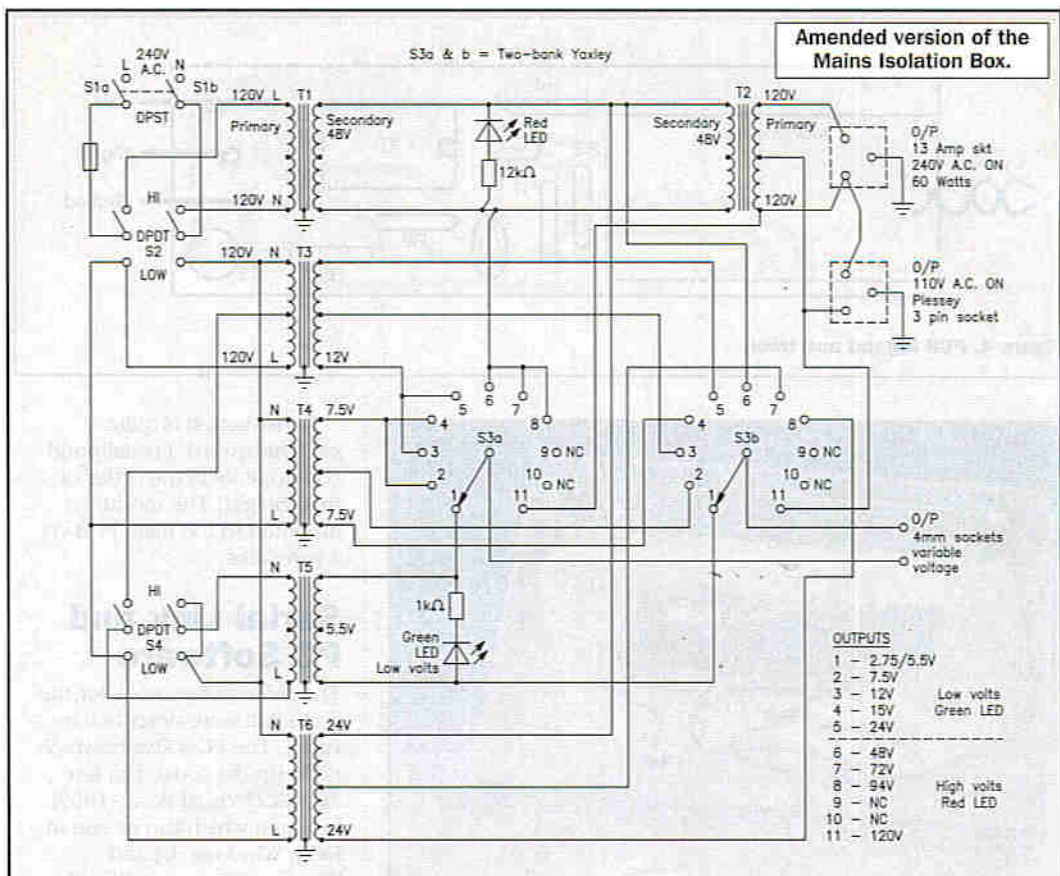 Amended version of the
Mains Isolation Box.
S3a & b = Two-bank Yaxley
240V
L A.C. N
S1a S1b
DPST
120V L T1
Primary
Secondary
48V
Red
LED
12kΩ
120V N
Secondary
48V
T2
120V
Primary
120V
O/P
13 Amp skt
240V A.C. ON
60 Watts
HI
DPDT
S2
LOW
120V N T3
120V L
12V
O/P
110V A.C. ON
Plessey
3 pin socket
N T4 7.5V
L 7.5V
5 6 7
4 8
3 S3a 9 NC
2 10 NC
1 11
5 6 7
4 8
3 S3b 9 NC
2 10 NC
1 11
O/P
4mm sockets
variable
voltage
HI
DPDT
S4
LOW
N T5
5.5V
L
1kΩ
Green
LED
Low volts
N T6 24V
L 24V
OUTPUTS
1 - 2.75/5.5V
2 - 7.5V
3 - 12V Low volts
4 - 15V Green LED
5 - 24V
6 - 48V
7 - 72V
8 - 94V High volts
9 - NC Red LED
10 - NC
11 - 120V